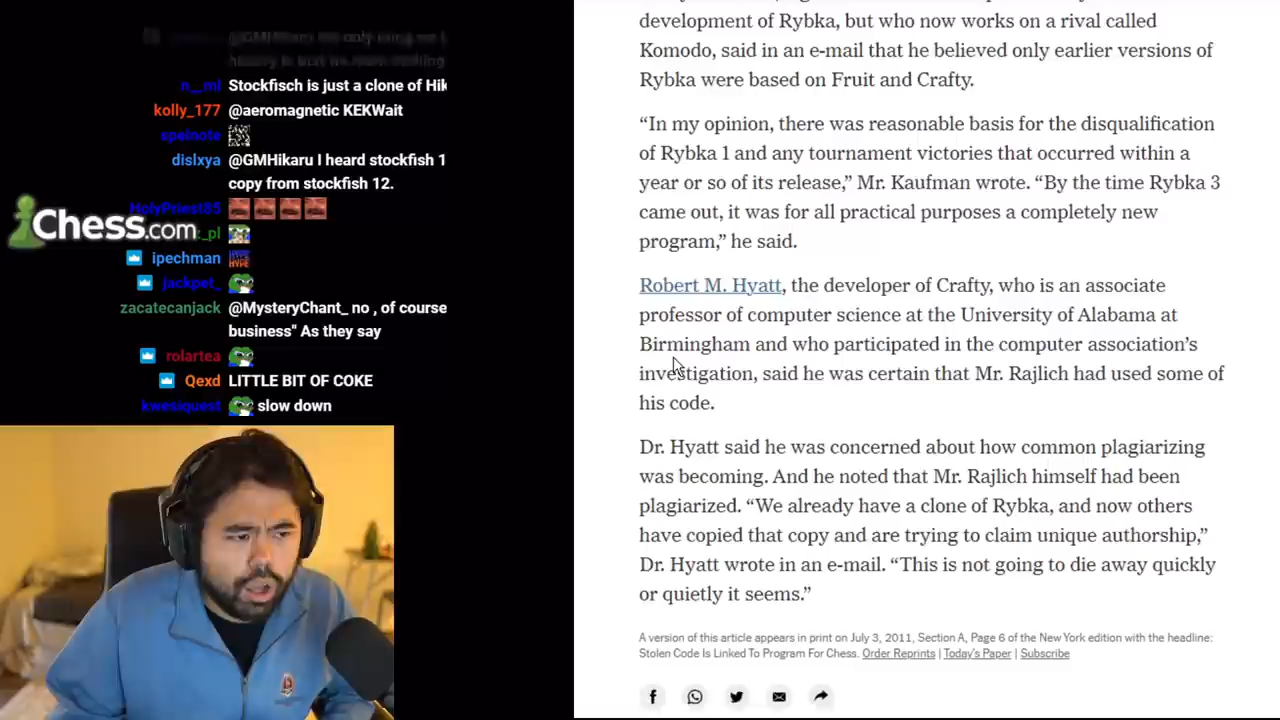 n__ml Stockfisch is just a clone of Hik
kolly_177 @aeromagnetic KEKWait
spelnote
dislxya @GMHikaru I heard stockfish 1
copy from stockfish 12.
HolyPriest85
Chess.com
_pl
ipechman
jackpet_
zacatecanjack @MysteryChant_ no , of course
business" As they say
rolartea
Qexd LITTLE BIT OF COKE
kwesiquest slow down
development of Rybka, but who now works on a rival called
Komodo, said in an e-mail that he believed only earlier versions of
Rybka were based on Fruit and Crafty.
“In my opinion, there was reasonable basis for the disqualification
of Rybka 1 and any tournament victories that occurred within a
year or so of its release,” Mr. Kaufman wrote. “By the time Rybka 3
came out, it was for all practical purposes a completely new
program,” he said.
Robert M. Hyatt, the developer of Crafty, who is an associate
professor of computer science at the University of Alabama at
Birmingham and who participated in the computer association’s
investigation, said he was certain that Mr. Rajlich had used some of
his code.
Dr. Hyatt said he was concerned about how common plagiarizing
was becoming. And he noted that Mr. Rajlich himself had been
plagiarized. “We already have a clone of Rybka, and now others
have copied that copy and are trying to claim unique authorship,”
Dr. Hyatt wrote in an e-mail. “This is not going to die away quickly
or quietly it seems.”
A version of this article appears in print on July 3, 2011, Section A, Page 6 of the New York edition with the headline:
Stolen Code Is Linked To Program For Chess. Order Reprints | Today’s Paper | Subscribe